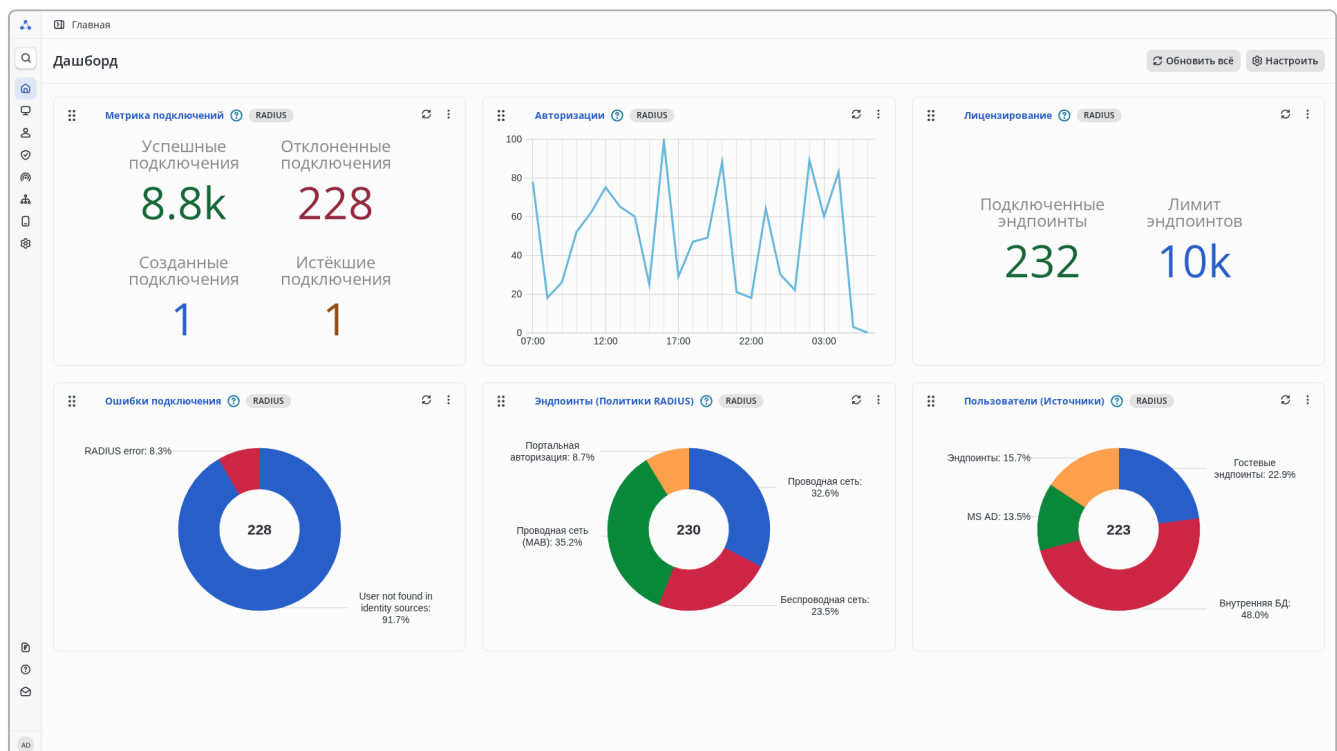 Главная
Дашборд
Обновить всё
Настроить
Метрика подключений
RADIUS
Успешные
подключения
8.8k
Отклоненные
подключения
228
Созданные
подключения
1
Истёкшие
подключения
1
Авторизации
RADIUS
100
80
60
40
20
0
07:00
12:00
17:00
22:00
03:00
Лицензирование
RADIUS
Подключенные
эндпоинты
232
Лимит
эндпоинтов
10k
Ошибки подключения
RADIUS
RADIUS error: 8.3%
228
User not found in
identity sources:
91.7%
Эндпоинты (Политики RADIUS)
RADIUS
Портальная
авторизация: 8.7%
Проводная сеть:
32.6%
Проводная сеть
(MAB): 35.2%
230
Беспроводная сеть:
23.5%
Пользователи (Источники)
RADIUS
Эндпоинты: 15.7%
Гостевые
эндпоинты: 22.9%
MS AD: 13.5%
223
Внутренняя БД:
48.0%
AD